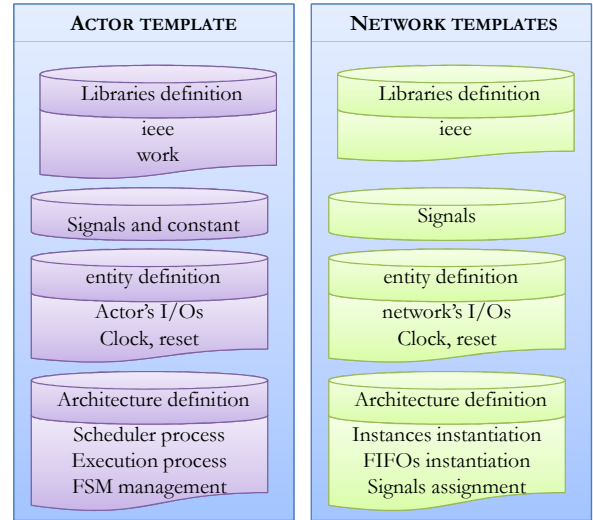 ACTOR TEMPLATE
Libraries definition
ieee
work
Signals and constant
entity definition
Actor's I/Os
Clock, reset
Architecture definition
Scheduler process
Execution process
FSM management
NETWORK TEMPLATES
Libraries definition
ieee
Signals
entity definition
network's I/Os
Clock, reset
Architecture definition
Instances instantiation
FIFOs instantiation
Signals assignment